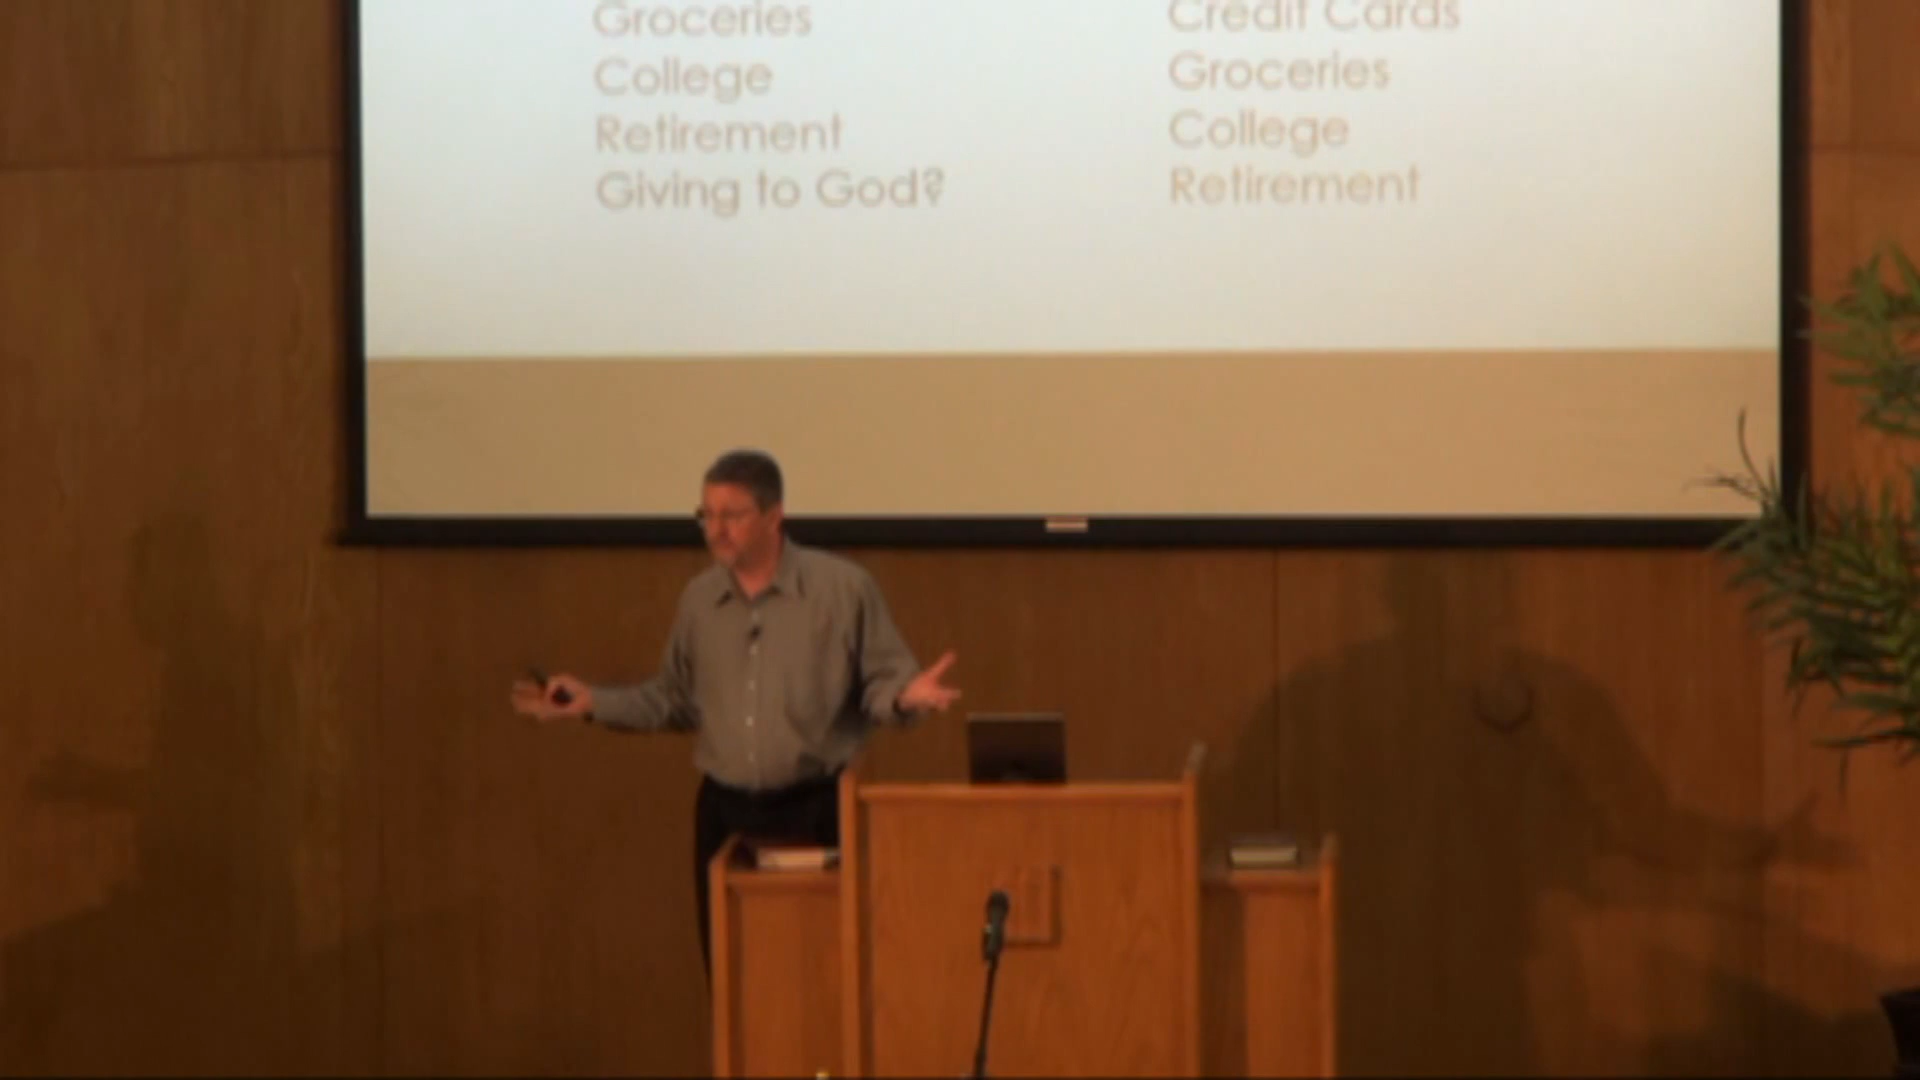 Groceries
College
Retirement
Giving to God?
Credit Cards
Groceries
College
Retirement